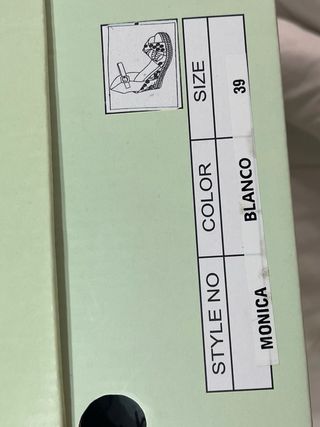 STYLE NO COLOR SIZE
MONICA BLANCO 39